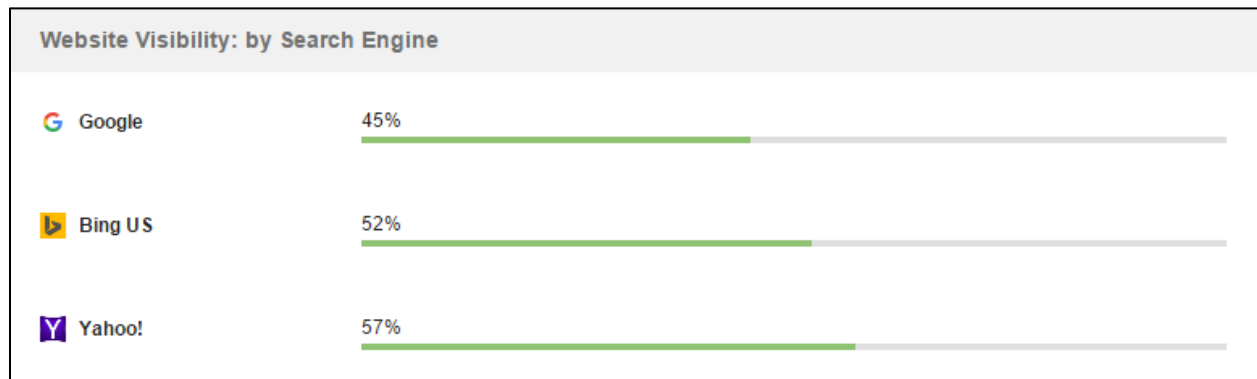 Website Visibility: by Search Engine
Google
45%
Bing US
52%
Yahoo!
57%